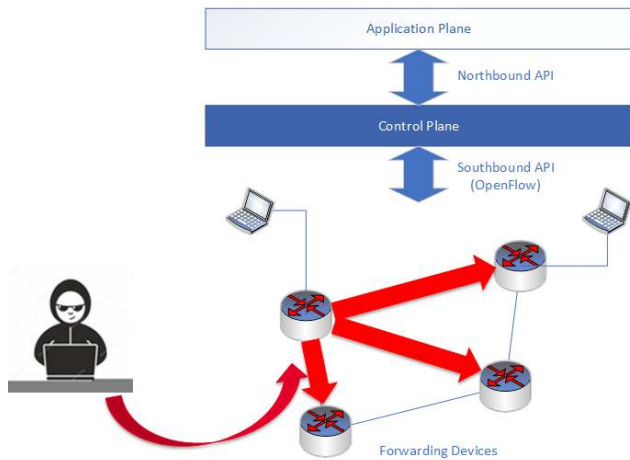 Application Plane
Northbound API
Control Plane
Southbound API
(OpenFlow)
Forwarding Devices